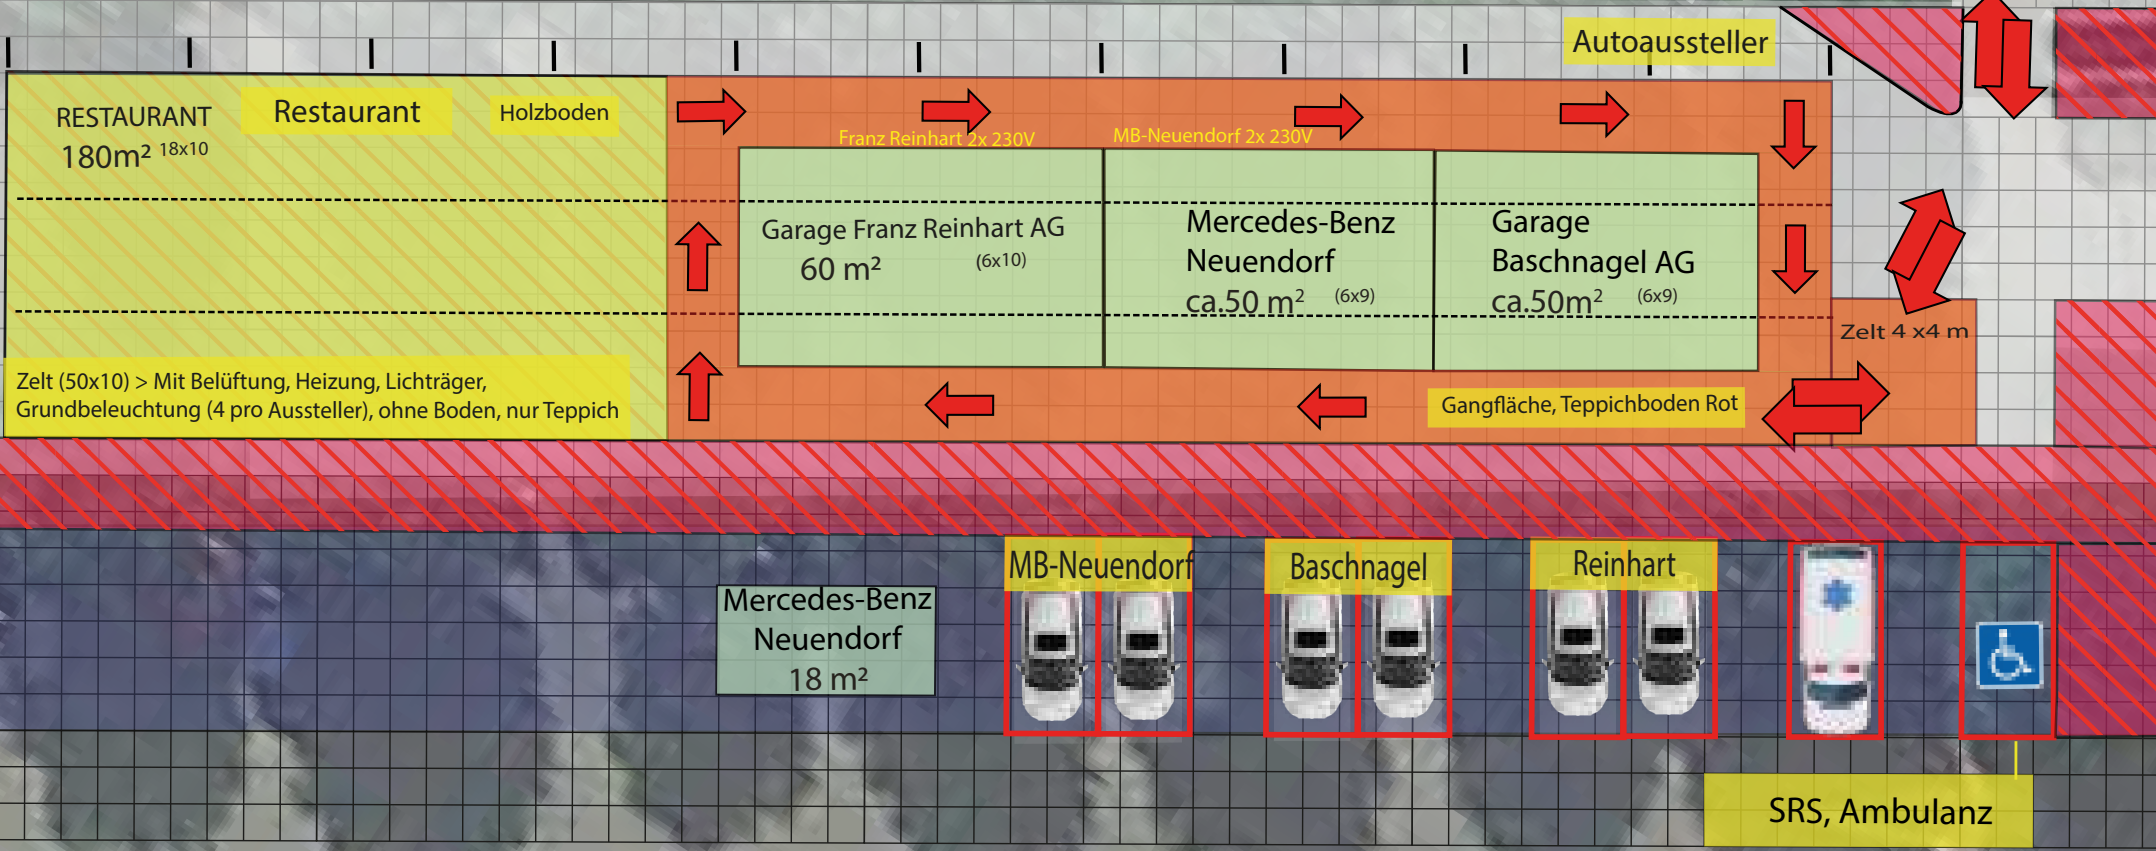 Autoaussteller
RESTAURANT
180m² 18x10
Restaurant
Holzboden
Franz Reinhart 2x 230V
MB-Neuendorf 2x 230V
Garage Franz Reinhart AG
60 m² (6x10)
Mercedes-Benz
Neuendorf
ca.50 m² (6x9)
Garage
Baschnagel AG
ca.50m² (6x9)
Zelt 4 x4 m
Zelt (50x10) > Mit Belüftung, Heizung, Lichträger,
Grundbeleuchtung (4 pro Aussteller), ohne Boden, nur Teppich
Gangfläche, Teppichboden Rot
Mercedes-Benz
Neuendorf
18 m²
MB-Neuendorf
Baschnagel
Reinhart
SRS, Ambulanz